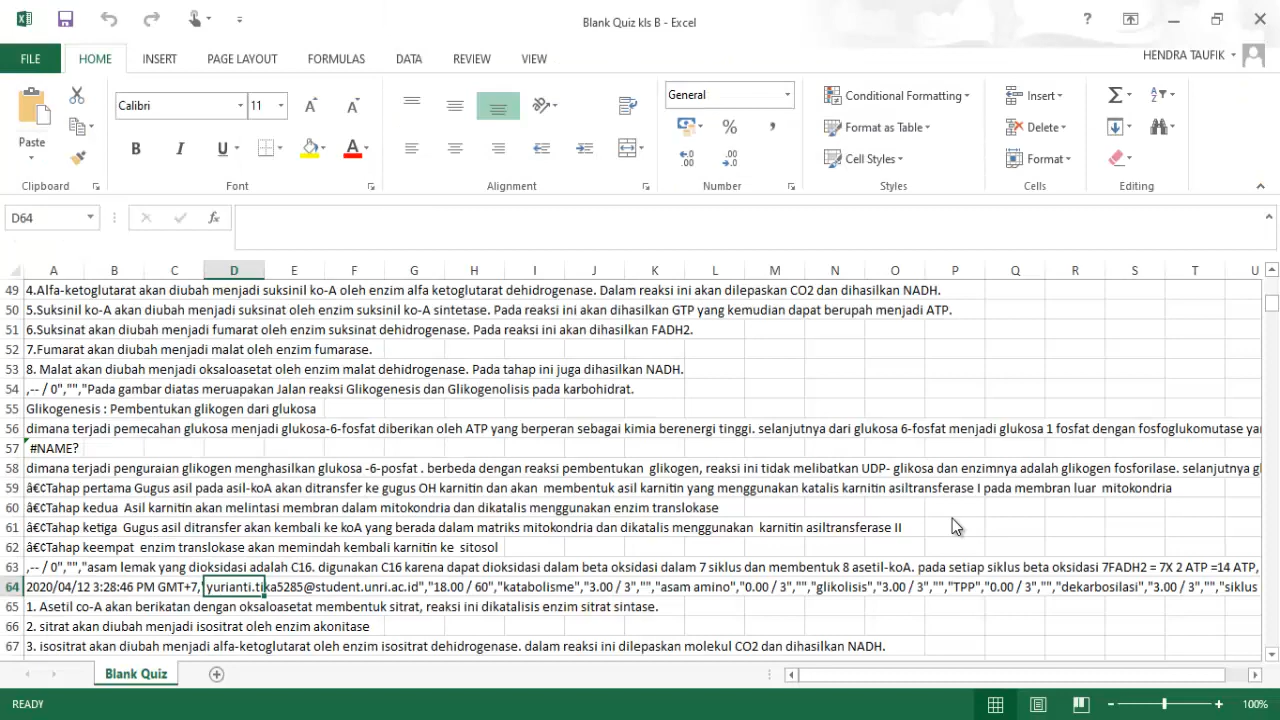 Blank Quiz kls B - Excel
FILE HOME INSERT PAGE LAYOUT FORMULAS DATA REVIEW VIEW
HENDRA TAUFIK
Calibri 11 General
Conditional Formatting
Format as Table
Cell Styles
Insert
Delete
Format
Paste
Clipboard Font Alignment Number Styles Cells Editing
D64
A B C D E F G H I J K L M N O P Q R S T U
49 4.Alfa-ketoglutarat akan diubah menjadi suksinil ko-A oleh enzim alfa ketoglutarat dehidrogenase. Dalam reaksi ini akan dilepaskan CO2 dan dihasilkan NADH.
50 5.Suksinil ko-A akan diubah menjadi suksinat oleh enzim suksinil ko-A sintetase. Pada reaksi ini akan dihasilkan GTP yang kemudian dapat berupah menjadi ATP.
51 6.Suksinat akan diubah menjadi fumarat oleh enzim suksinat dehidrogenase. Pada reaksi ini akan dihasilkan FADH2.
52 7.Fumarat akan diubah menjadi malat oleh enzim fumarase.
53 8. Malat akan diubah menjadi oksaloasetat oleh enzim malat dehidrogenase. Pada tahap ini juga dihasilkan NADH.
54 ,-- / 0","","Pada gambar diatas meruapakat Jalan reaksi Glikogenesis dan Glikogenolisis pada karbohidrat.
55 Glikogenesis : Pembentukan glikogen dari glukosa
56 dimana terjadi pemecahan glukosa menjadi glukosa-6-fosfat diberikan oleh ATP yang berperan sebagai kimia berenergi tinggi. selanjutnya dari glukosa 6-fosfat menjadi glukosa 1 fosfat dengan fosfoglukomutase ya
57 #NAME?
58 dimana terjadi penguraian glikogen menghasilkan glukosa -6-posfat . berbeda dengan reaksi pembentukan glikogen, reaksi ini tidak melibatkan UDP- glikosa dan enzimnya adalah glikogen fosforilase. selanjutnya gl
59 â€¢Tahap pertama Gugus asil pada asil-koA akan ditransfer ke gugus OH karnitin dan akan membentuk asil karnitin yang menggunakan katalis karnitin asiltransferase I pada membran luar mitokondria
60 â€¢Tahap kedua Asil karnitin akan melintasi membran dalam mitokondria dan dikatalis menggunakan enzim translokase
61 â€¢Tahap ketiga Gugus asil ditransfer akan kembali ke koA yang berada dalam matriks mitokondria dan dikatalis menggunakan karnitin asiltransferase II
62 â€¢Tahap keempat enzim translokase akan memindah kembali karnitin ke sitosol
63 ,-- / 0","","asam lemak yang dioksidasi adalah C16. digunakan C16 karena dapat dioksidasi dalam beta oksidasi dalam 7 siklus dan membentuk 8 asetil-koA. pada setiap siklus beta oksidasi 7FADH2 = 7X 2 ATP =14 ATP,
64 2020/04/12 3:28:46 PM GMT+7," yurianti.tika5285@student.unri.ac.id","18.00 / 60","katabolisme","3.00 / 3","","asam amino","0.00 / 3","","glikolisis","3.00 / 3","","TPP","0.00 / 3","","dekarbosilasi","3.00 / 3","","siklus
65 1. Asetil co-A akan berikatan dengan oksaloasetat membentuk sitrat, reaksi ini dikatalisis enzim sitrat sintase.
66 2. sitrat akan diubah menjadi isositrat oleh enzim akonitase
67 3. isositrat akan diubah menjadi alfa-ketoglutarat oleh enzim isositrat dehidrogenase. dalam reaksi ini dilepaskan molekul CO2 dan dihasilkan NADH.
Blank Quiz
READY 100%